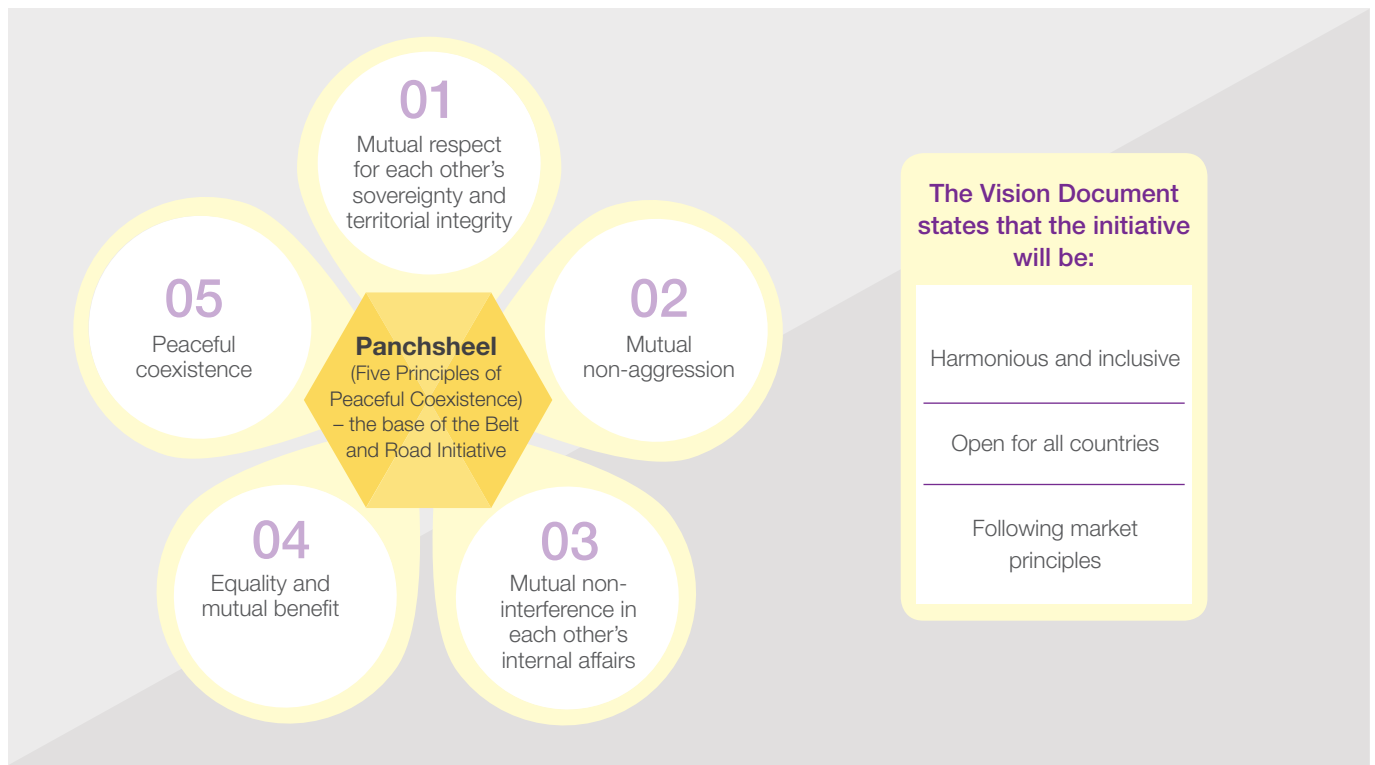 01
Mutual respect
for each other’s
sovereignty and
territorial integrity
02
Mutual
non-aggression
03
Mutual non-
interference in
each other’s
internal affairs
04
Equality and
mutual benefit
05
Peaceful
coexistence
Panchsheel
(Five Principles of
Peaceful Coexistence)
– the base of the Belt
and Road Initiative
The Vision Document
states that the initiative
will be:
Harmonious and inclusive
Open for all countries
Following market
principles